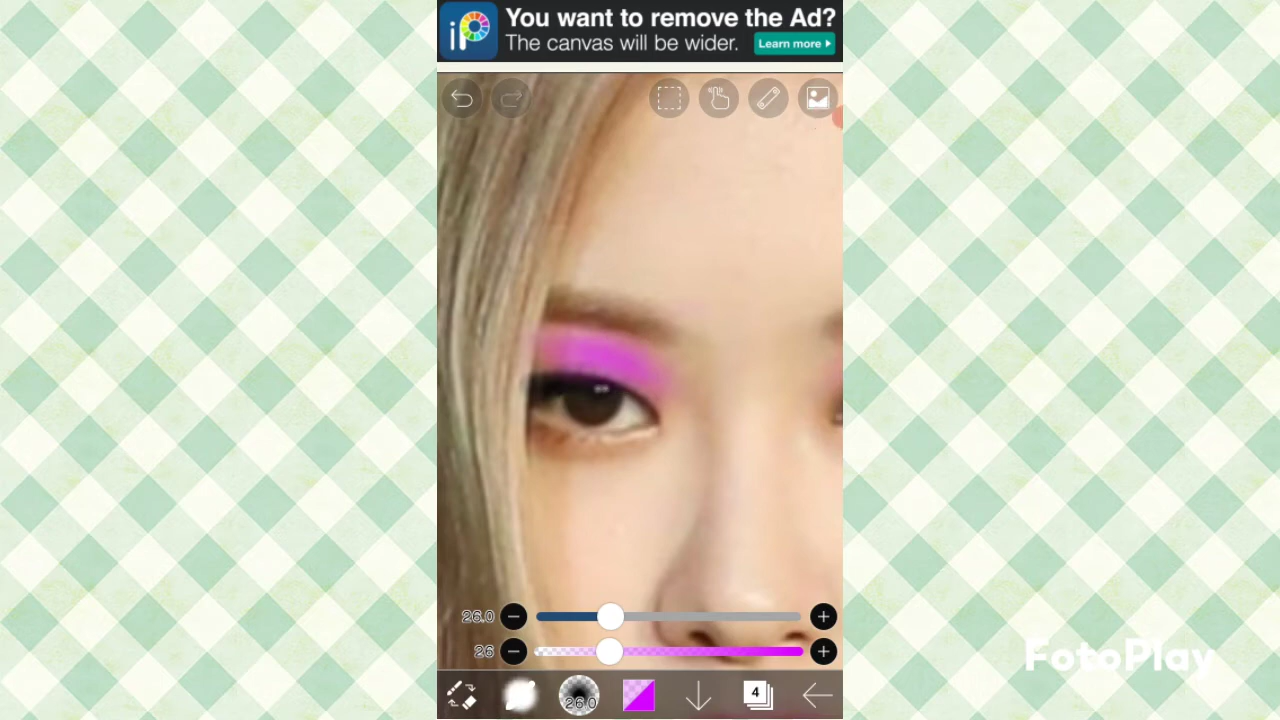 iP
You want to remove the Ad?
The canvas will be wider.
Learn more
26.0
26
26.0
4
FotoPlay